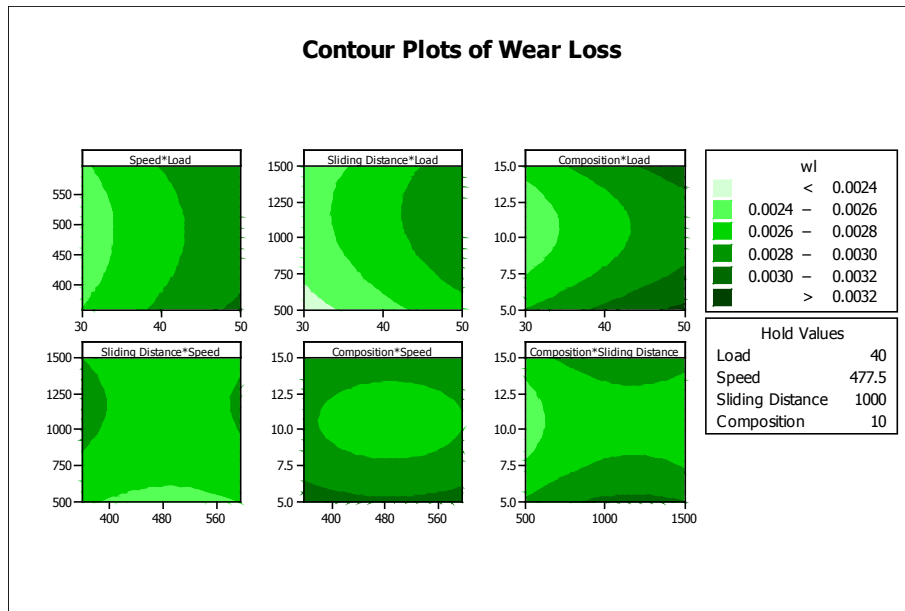 Contour Plots of Wear Loss
Speed*Load
550
500
450
400
30 40 50
Sliding Distance*Load
1500
1250
1000
750
500
30 40 50
Composition*Load
15.0
12.5
10.0
7.5
5.0
30 40 50
Sliding Distance*Speed
1500
1250
1000
750
500
400 480 560
Composition*Speed
15.0
12.5
10.0
7.5
5.0
400 480 560
Composition*Sliding Distance
15.0
12.5
10.0
7.5
5.0
500 1000 1500
wl
< 0.0024
0.0024 – 0.0026
0.0026 – 0.0028
0.0028 – 0.0030
0.0030 – 0.0032
> 0.0032
Hold Values
Load 40
Speed 477.5
Sliding Distance 1000
Composition 10